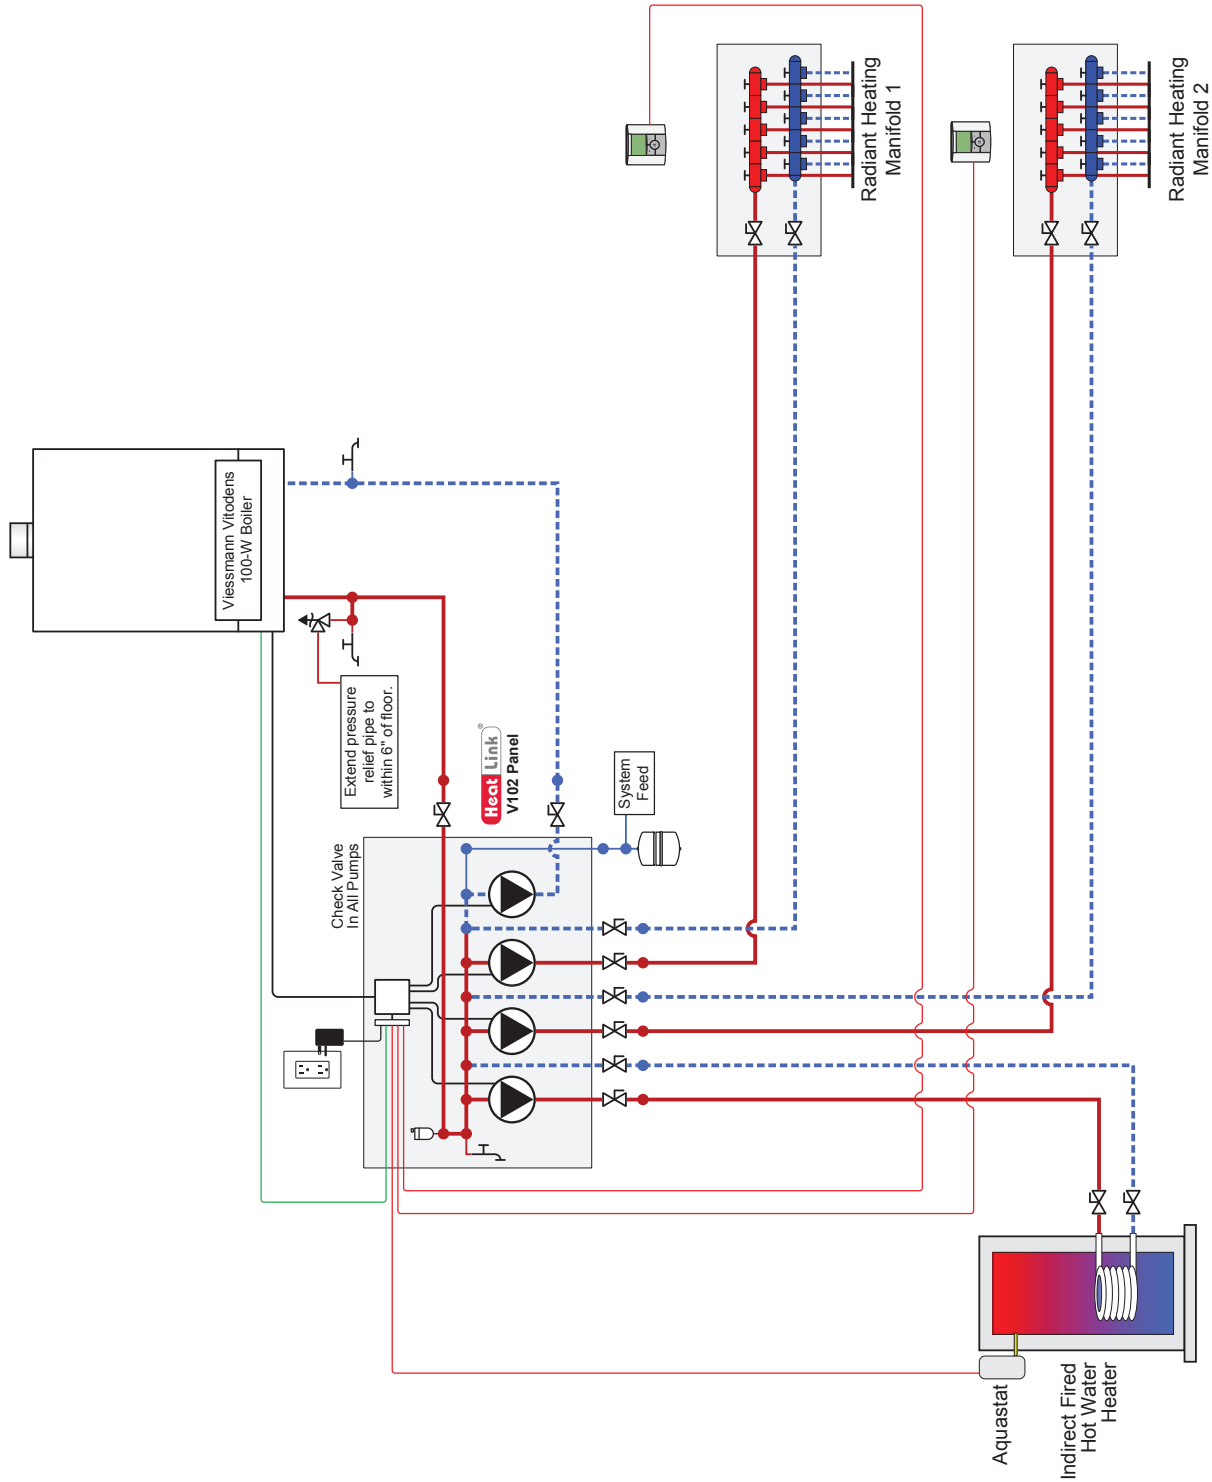 Viessmann Vitodens
100-W Boiler
Extend pressure
relief pipe to
within 6" of floor.
Heat Link®
V102 Panel
Check Valve
In All Pumps
System
Feed
Radiant Heating
Manifold 1
Radiant Heating
Manifold 2
Aquastat
Indirect Fired
Hot Water
Heater